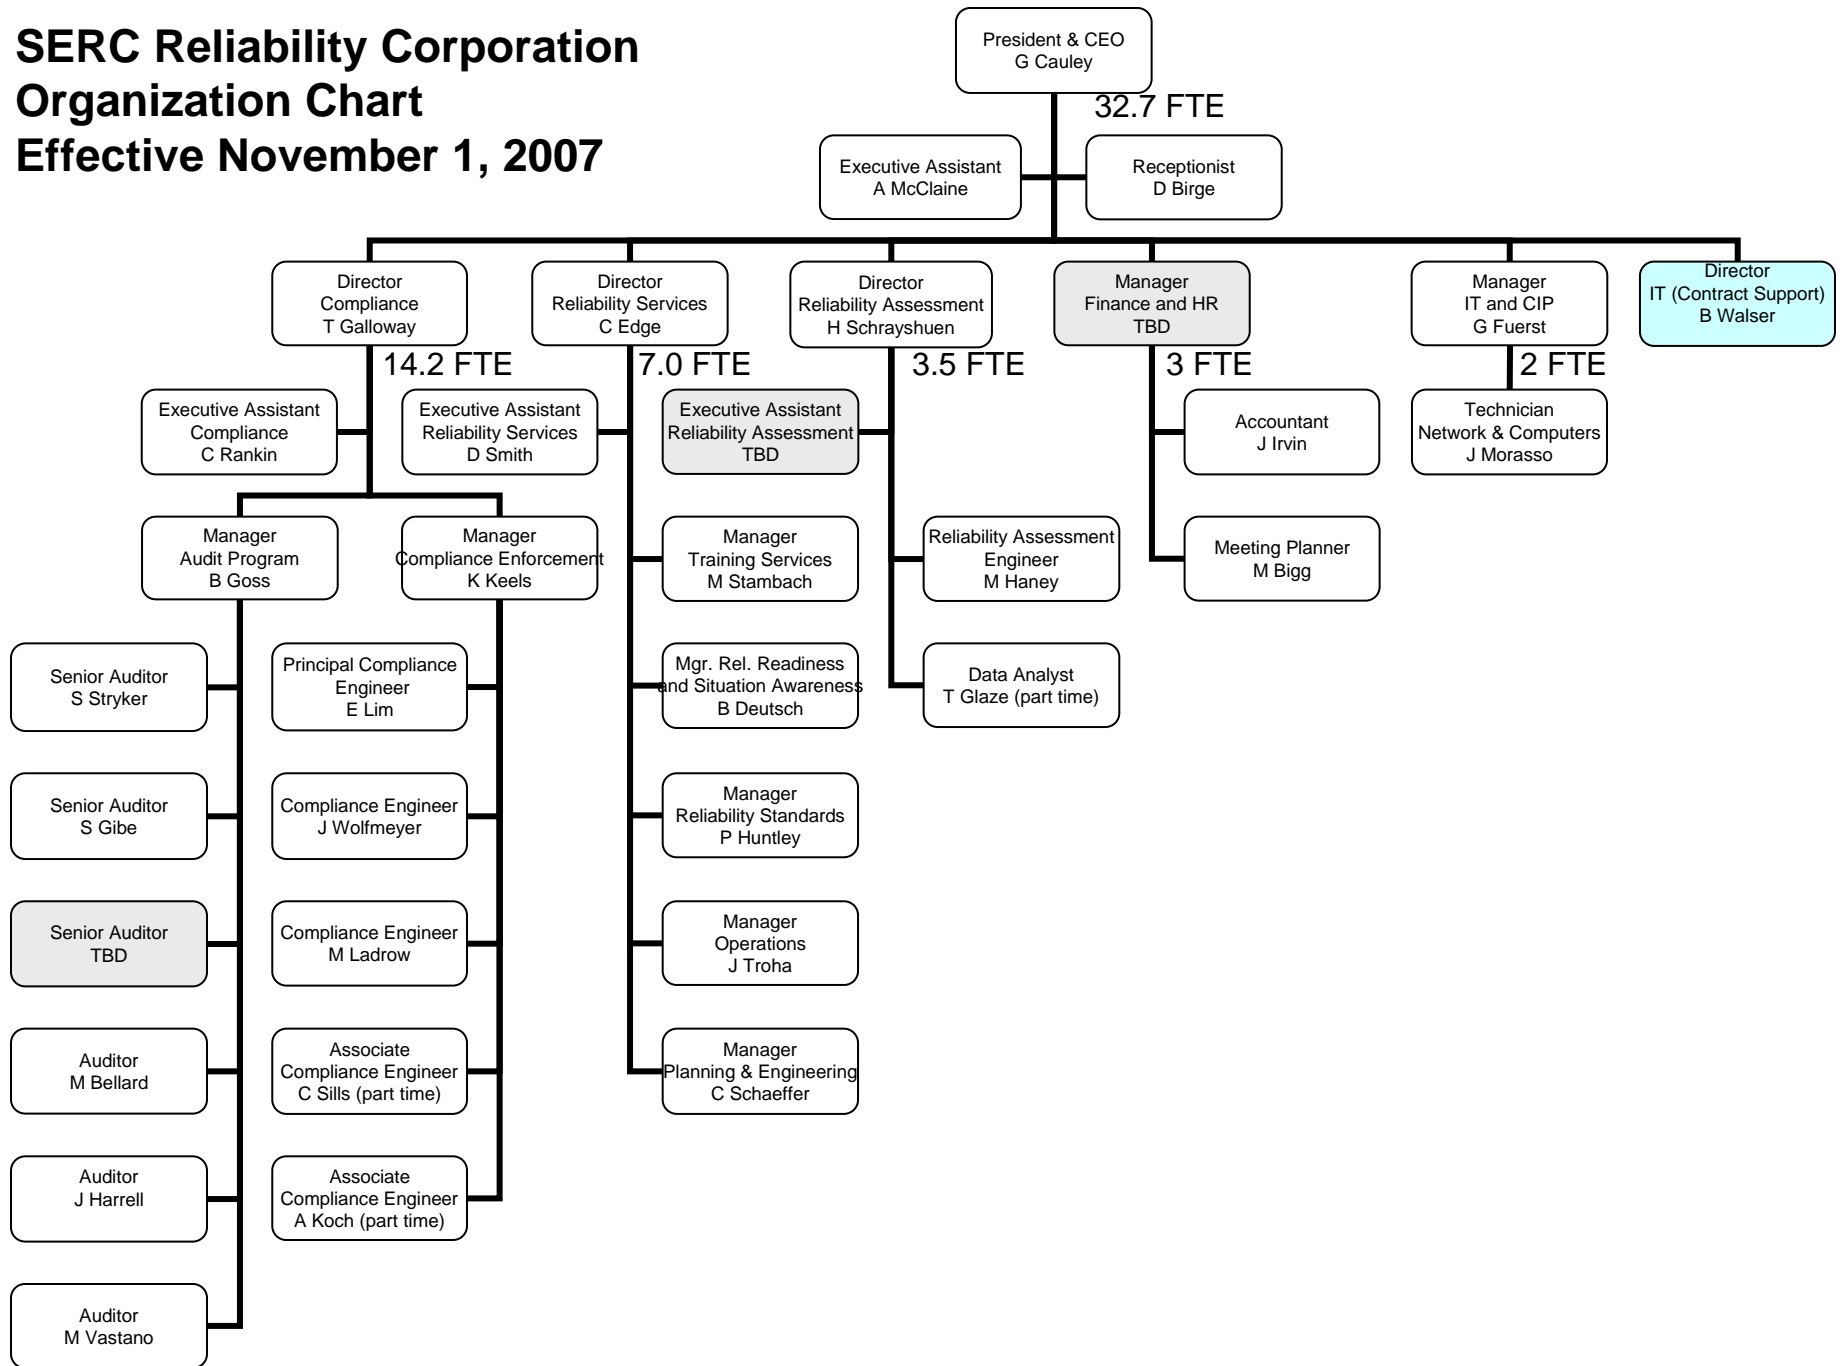 SERC Reliability Corporation
Organization Chart
Effective November 1, 2007
President & CEO
G Cauley
32.7 FTE
Executive Assistant
A McClaine
Receptionist
D Birge
Director
Compliance
T Galloway
14.2 FTE
Director
Reliability Services
C Edge
7.0 FTE
Director
Reliability Assessment
H Schrayshuen
3.5 FTE
Manager
Finance and HR
TBD
3 FTE
Manager
IT and CIP
G Fuerst
2 FTE
Director
IT (Contract Support)
B Walser
Executive Assistant
Compliance
C Rankin
Executive Assistant
Reliability Services
D Smith
Executive Assistant
Reliability Assessment
TBD
Accountant
J Irvin
Technician
Network & Computers
J Morasso
Manager
Audit Program
B Goss
Manager
Compliance Enforcement
K Keels
Manager
Training Services
M Stambach
Reliability Assessment
Engineer
M Haney
Meeting Planner
M Bigg
Senior Auditor
S Stryker
Principal Compliance
Engineer
E Lim
Mgr. Rel. Readiness
and Situation Awareness
B Deutsch
Data Analyst
T Glaze (part time)
Senior Auditor
S Gibe
Compliance Engineer
J Wolfmeyer
Manager
Reliability Standards
P Huntley
Senior Auditor
TBD
Compliance Engineer
M Ladrow
Manager
Operations
J Troha
Auditor
M Bellard
Associate
Compliance Engineer
C Sills (part time)
Manager
Planning & Engineering
C Schaeffer
Auditor
J Harrell
Associate
Compliance Engineer
A Koch (part time)
Auditor
M Vastano